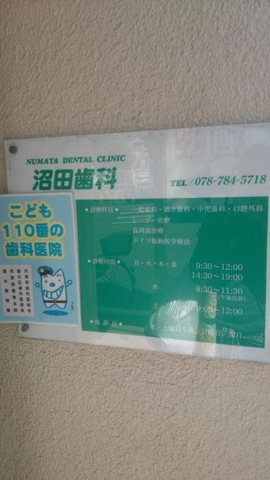 NUMATA DENTAL CLINIC
沼田歯科
TEL/078-784-5718
こども
110番の
歯科医院
・診療科目
一般歯科・矯正歯科・小児歯科・口腔外科
レーザー治療
高周波治療
ドイツ振動医学療法
・診療時間
月・火・木・金
9:30〜12:00
14:30〜19:00
水
8:30〜11:30
土
9:00〜12:00
・休診日